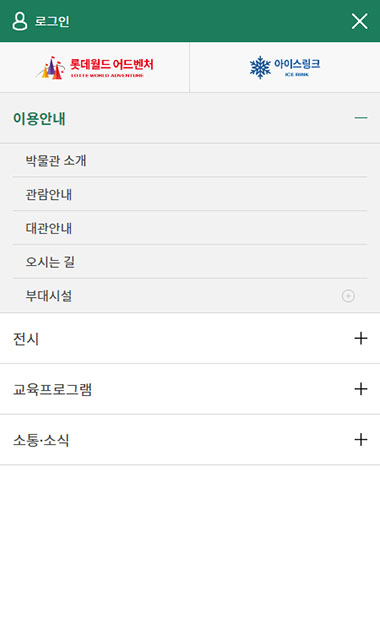 로그인
롯데월드 어드벤처
LOTTE WORLD ADVENTURE
아이스링크
ICE RINK
이용안내
박물관 소개
관람안내
대관안내
오시는 길
부대시설
전시
교육프로그램
소통·소식